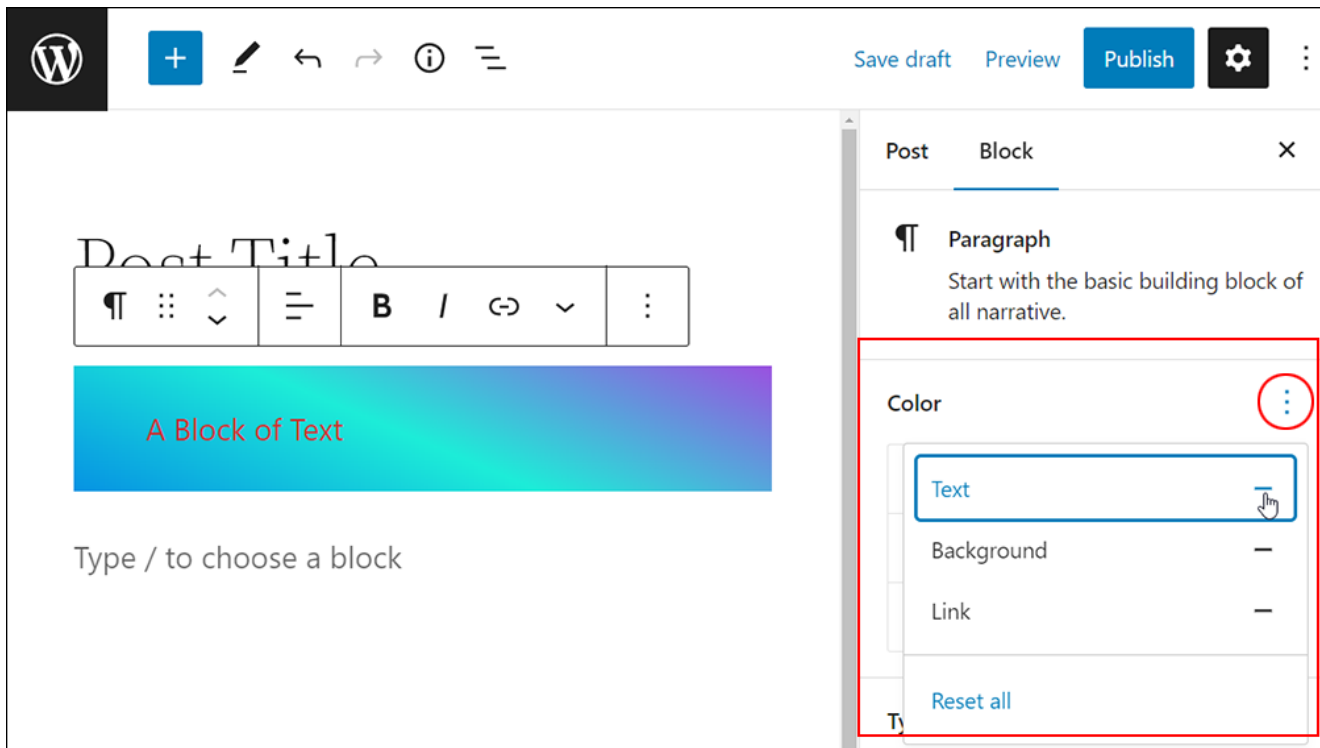 Save draft Preview Publish
Post Block
Post Title
Paragraph
Start with the basic building block of
all narrative.
B I
Color
A Block of Text
Text
Background
Link
Type / to choose a block
Reset all
Ty